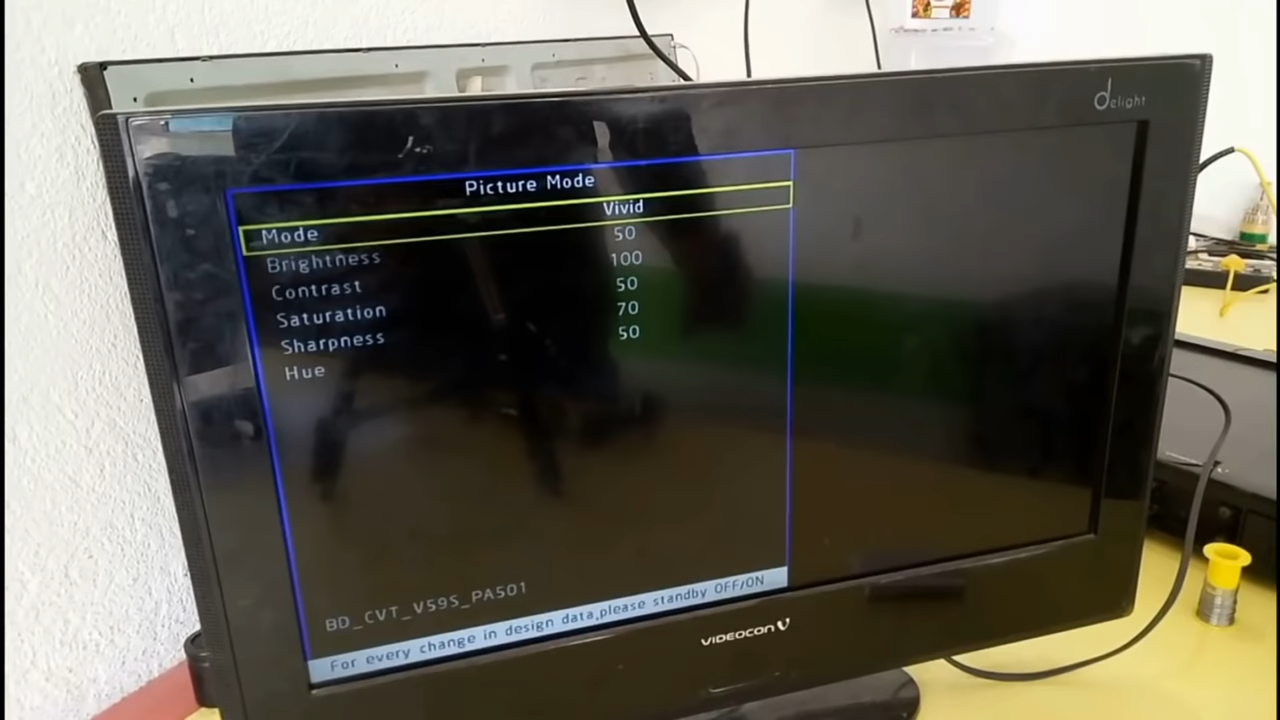 delight
Picture Mode
Mode Vivid
Brightness 50
Contrast 100
Saturation 50
Sharpness 70
Hue 50
BD_CVT_V59S_PA501
For every change in design data,please standby OFF/ON
VIDEOCON